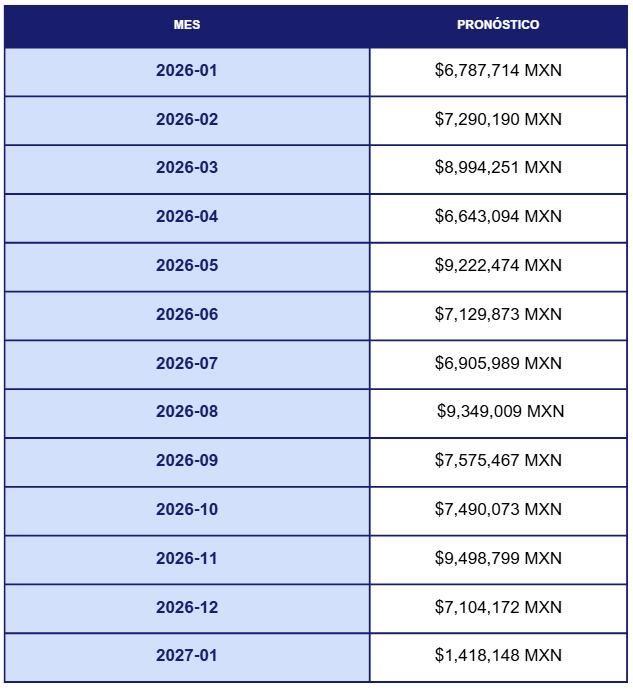 MES PRONÓSTICO
2026-01 $6,787,714 MXN
2026-02 $7,290,190 MXN
2026-03 $8,994,251 MXN
2026-04 $6,643,094 MXN
2026-05 $9,222,474 MXN
2026-06 $7,129,873 MXN
2026-07 $6,905,989 MXN
2026-08 $9,349,009 MXN
2026-09 $7,575,467 MXN
2026-10 $7,490,073 MXN
2026-11 $9,498,799 MXN
2026-12 $7,104,172 MXN
2027-01 $1,418,148 MXN